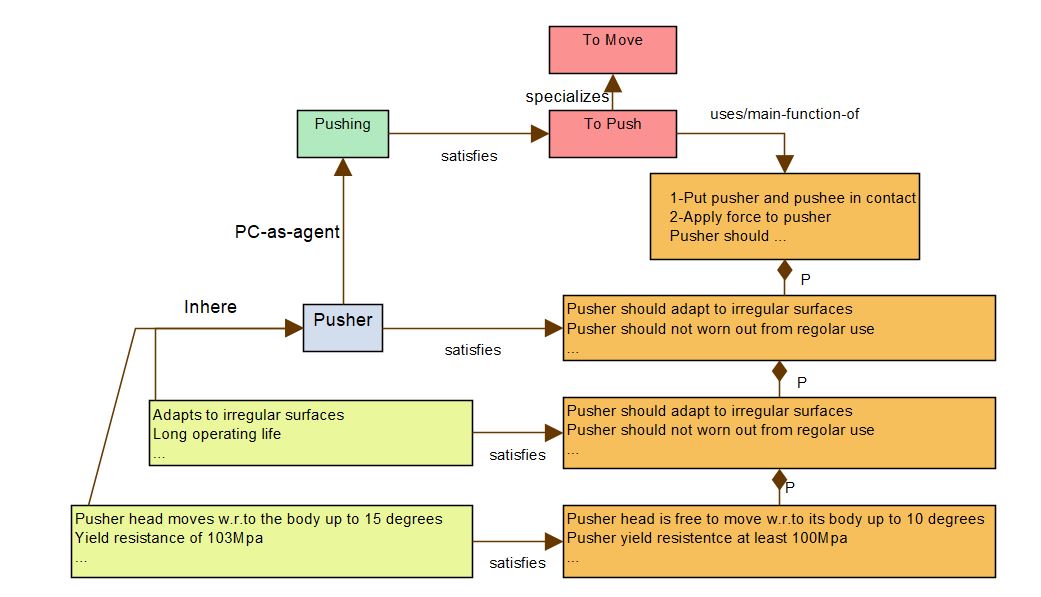 To Move
specializes
Pushing
To Push
uses/main-function-of
satisfies
1-Put pusher and pushee in contact
2-Apply force to pusher
Pusher should ...
PC-as-agent
P
Inhere
Pusher
Pusher should adapt to irregular surfaces
Pusher should not worn out from regolar use
...
satisfies
P
Adapts to irregular surfaces
Long operating life
...
Pusher should adapt to irregular surfaces
Pusher should not worn out from regolar use
...
satisfies
P
Pusher head moves w.r.to the body up to 15 degrees
Yield resistance of 103Mpa
...
Pusher head is free to move w.r.to its body up to 10 degrees
Pusher yield resistentce at least 100Mpa
...
satisfies